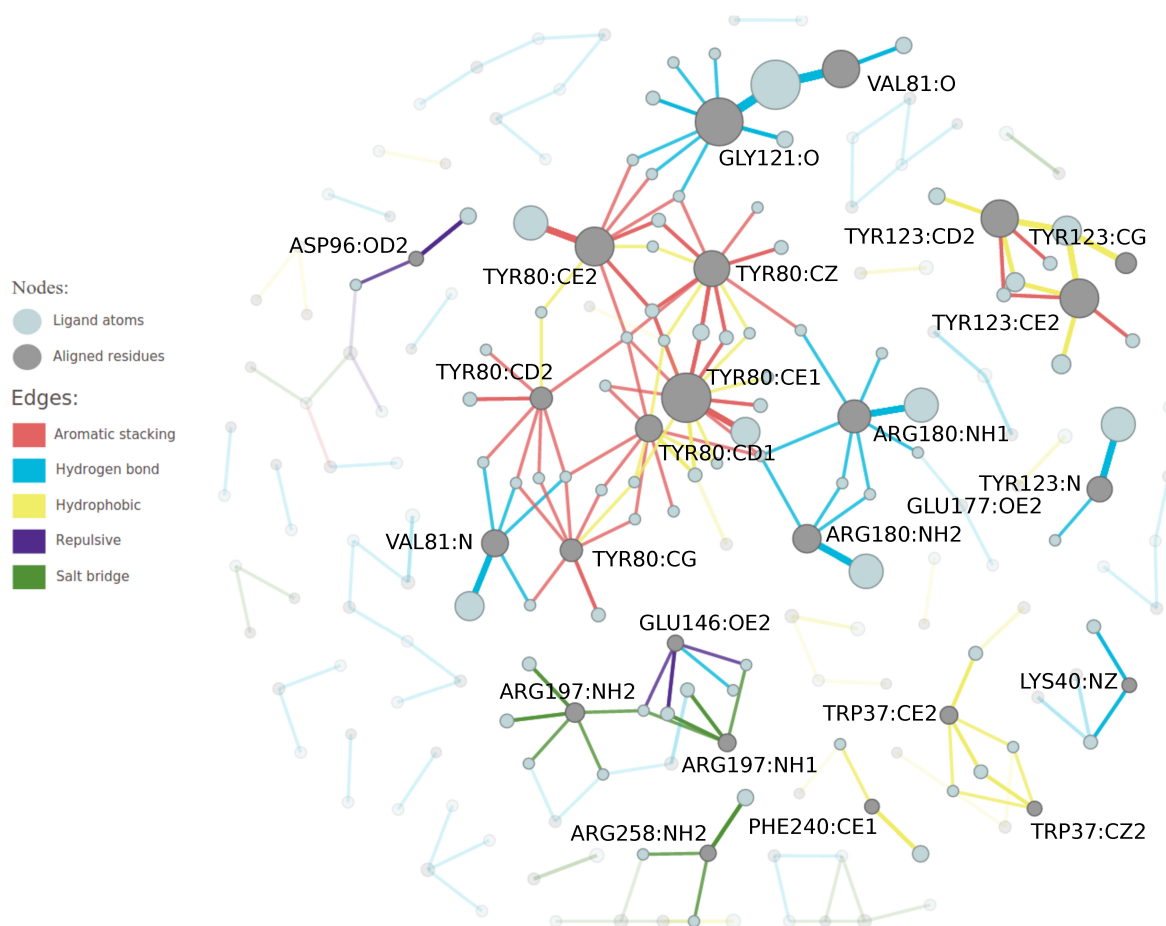 VAL81:O
GLY121:O
TYR123:CD2
TYR123:CG
ASP96:OD2
TYR80:CE2
TYR80:CZ
Nodes:
Ligand atoms
TYR123:CE2
Aligned residues
TYR80:CD2
TYR80:CE1
Edges:
Aromatic stacking
ARG180:NH1
TYR80:CD1
Hydrogen bond
TYR123:N
Hydrophobic
GLU177:OE2
Repulsive
VAL81:N
ARG180:NH2
TYR80:CG
Salt bridge
GLU146:OE2
ARG197:NH2
LYS40:NZ
TRP37:CE2
ARG197:NH1
ARG258:NH2
PHE240:CE1
TRP37:CZ2